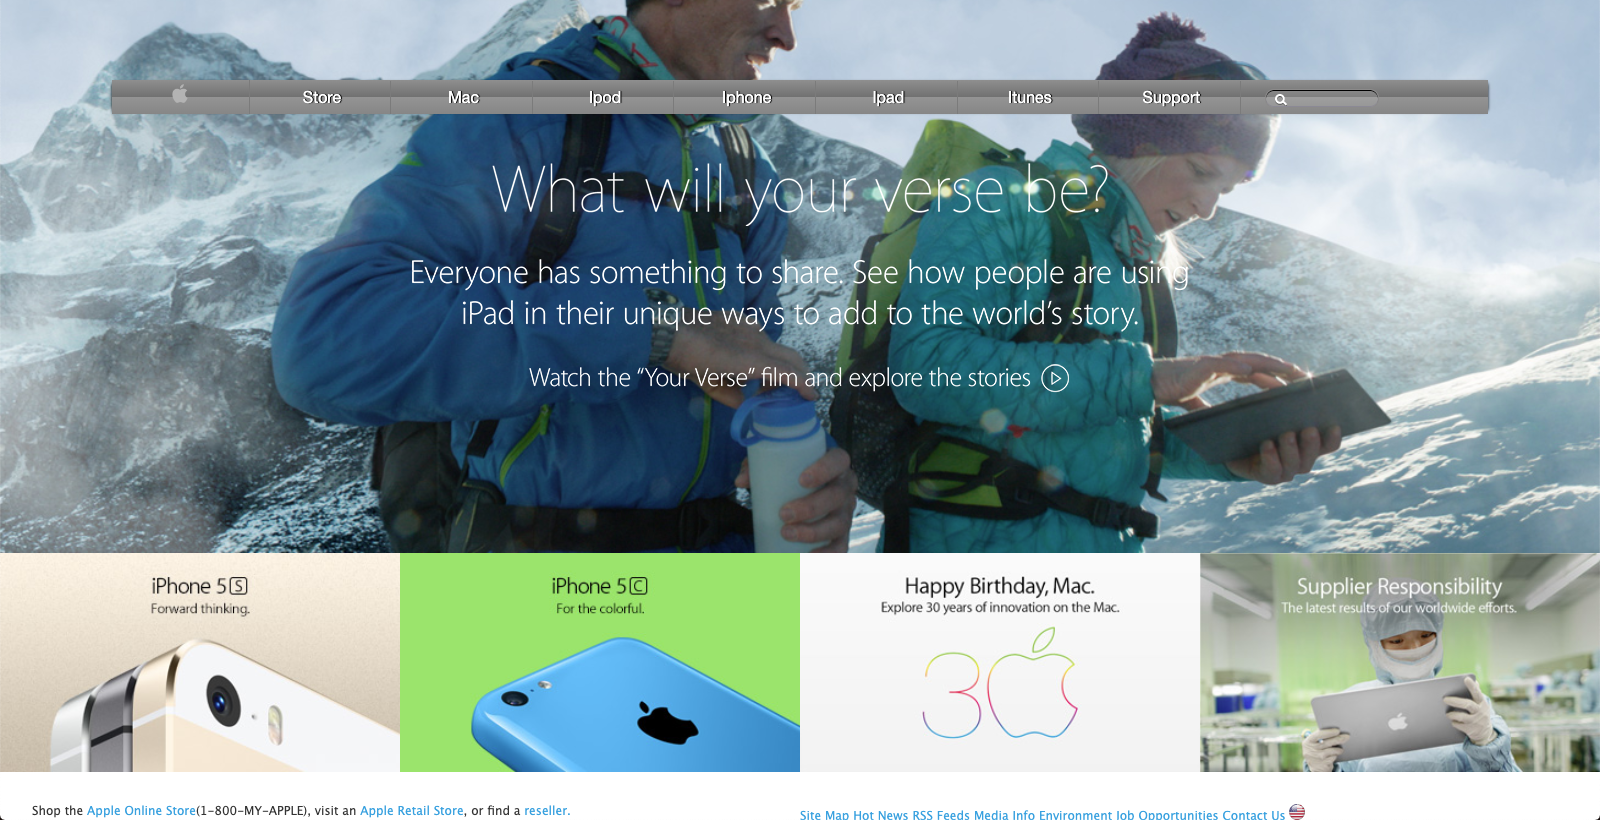 Store Mac Ipod Iphone Ipad Itunes Support
What will your verse be?
Everyone has something to share. See how people are using
iPad in their unique ways to add to the world’s story.
Watch the “Your Verse” film and explore the stories
iPhone 5S
Forward thinking.
iPhone 5C
For the colorful.
Happy Birthday, Mac.
Explore 30 years of innovation on the Mac.
30
Supplier Responsibility
The latest results of our worldwide efforts.
Shop the Apple Online Store(1-800-MY-APPLE), visit an Apple Retail Store, or find a reseller.
Site Map Hot News RSS Feeds Media Info Environment Job Opportunities Contact Us